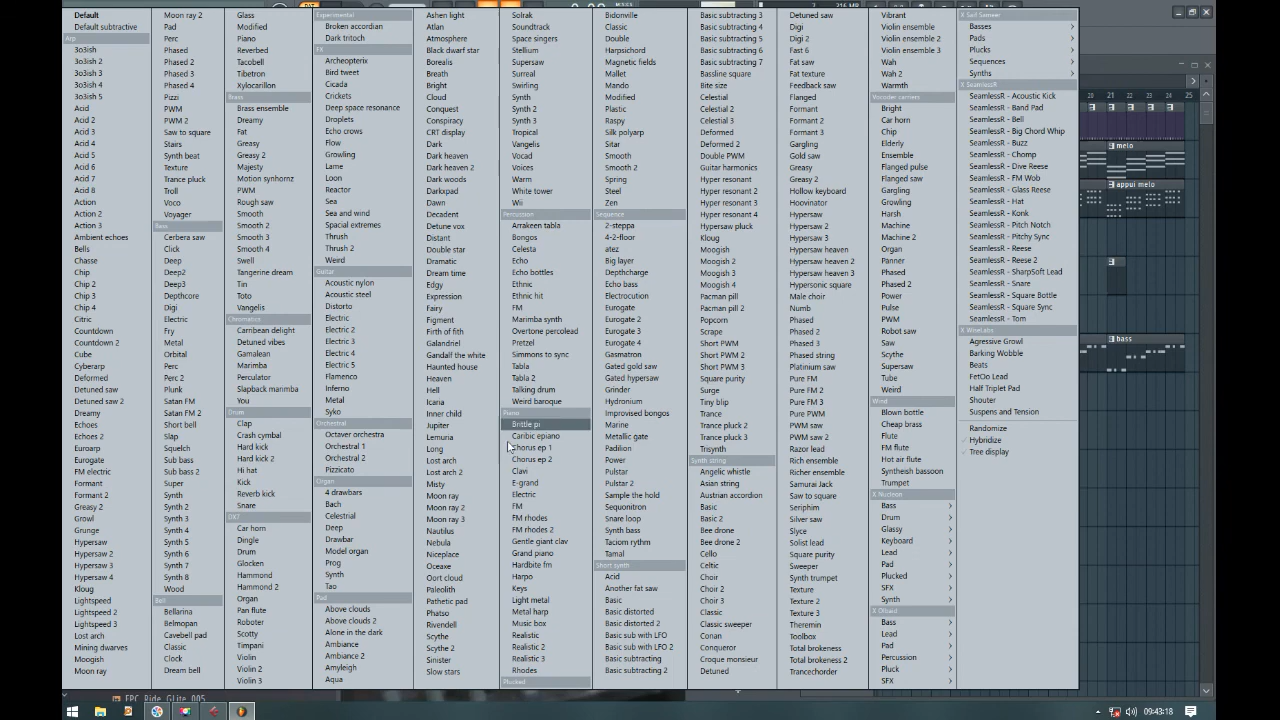 Default
Default subtractive
Arp
3o3ish
3o3ish 2
3o3ish 3
3o3ish 4
3o3ish 5
Acid
Acid 2
Acid 3
Acid 4
Acid 5
Acid 6
Acid 7
Acid 8
Action
Action 2
Action 3
Ambient echoes
Bells
Chasse
Chip
Chip 2
Chip 3
Chip 4
Citric
Countdown
Countdown 2
Cube
Cyberarp
Deformed
Detuned saw
Detuned saw 2
Dreamy
Echoes
Echoes 2
Euroarp
Eurogate
FM electric
Formant
Formant 2
Greasy 2
Growl
Grunge
Hypersaw
Hypersaw 2
Hypersaw 3
Hypersaw 4
Kloug
Lightspeed
Lightspeed 2
Lightspeed 3
Lost arch
Mining dwarves
Moogish
Moon ray
Moon ray 2
Pad
Perc
Phased
Phased 2
Phased 3
Phased 4
Pizzi
PWM
PWM 2
Saw to square
Stairs
Synth beat
Texture
Trance pluck
Troll
Voco
Voyager
Bass
Cerbera saw
Click
Deep
Deep2
Deep3
Depthcore
Djill
Electric
Fry
Metal
Orbital
Perc
Perc 2
Plunk
Satan FM
Satan FM 2
Short bell
Slap
Squelch
Sub bass
Sub bass 2
Super
Synth
Synth 2
Synth 3
Synth 4
Synth 5
Synth 6
Synth 7
Synth 8
Wood
Bell
Bellarina
Belmopan
Cavebell pad
Classic
Clock
Dream bell
Glass
Modified
Piano
Reverbed
Tacobell
Tibetron
Xylocarillon
Brass
Brass ensemble
Dreamy
Fat
Greasy
Greasy 2
Majesty
Motion synhornz
PWM
Rough saw
Smooth
Smooth 2
Smooth 3
Smooth 4
Swell
Tangerine dream
Tin
Toto
Vangelis
Chromatics
Carribean delight
Detuned vibes
Gamalean
Marimba
Perculator
Slapback marimba
You
Drum
Clap
Crash cymbal
Hard kick
Hard kick 2
Hi hat
Kick
Reverb kick
Snare
DX7
Car horn
Dingle
Drum
Glocken
Hammond
Hammond 2
Organ
Pan flute
Roboter
Scotty
Timpani
Violin
Violin 2
Violin 3
Experimental
Broken accordian
Dark tritoch
FX
Archeopterix
Bird tweet
Cicada
Crickets
Deep space resonance
Droplets
Echo crows
Flow
Growling
Lame
Loon
Reactor
Sea
Sea and wind
Spacial extremes
Thrush
Thrush 2
Weird
Guitar
Acoustic nylon
Acoustic steel
Distorto
Electric
Electric 2
Electric 3
Electric 4
Electric 5
Flamenco
Inferno
Metal
Syko
Orchestral
Octaver orchestra
Orchestral 1
Orchestral 2
Pizzicato
Organ
4 drawbars
Bach
Celestrial
Deep
Drawbar
Model organ
Prog
Synth
Tao
Pad
Above clouds
Above clouds 2
Alone in the dark
Ambiance
Ambiance 2
Amyleigh
Aqua
Ashen light
Atlan
Atmosphere
Black dwarf star
Borealis
Breath
Bright
Cloud
Conquest
Conspiracy
CRT display
Dark
Dark heaven
Dark heaven 2
Dark woods
Darkxpad
Dawn
Decadent
Detune vox
Distant
Double star
Dramatic
Dream time
Edgy
Expression
Fairy
Figment
Firth of fifth
Galandriel
Gandalf the white
Haunted house
Heaven
Hell
Icana
Inner child
Jupiter
Lemuria
Long
Lost arch
Lost arch 2
Misty
Moon ray
Moon ray 2
Moon ray 3
Nautilus
Nebula
Niceplace
Oceaxe
Oort cloud
Paleolith
Pathetic pad
Phatso
Rivendell
Scythe
Scythe 2
Sinister
Slow stars
Solrak
Soundtrack
Space singers
Stellium
Supersaw
Surreal
Swirling
Synth
Synth 2
Synth 3
Tropical
Vangelis
Vocad
Voices
Warm
White tower
Wii
Percussion
Arrakeen tabla
Bongos
Celesta
Echo
Echo bottles
Ethnic
Ethnic hit
FM
Marimba synth
Overtone percolead
Pretzel
Simmons to sync
Tabla
Tabla 2
Talking drum
Weird baroque
Piano
Brittle pi
Caribic epiano
Chorus ep 1
Chorus ep 2
Clavi
E-grand
Electric
FM
FM rhodes
FM rhodes 2
Gentle giant clav
Grand piano
Hardbite fm
Harpo
Keys
Light metal
Metal harp
Music box
Realistic
Realistic 2
Realistic 3
Rhodes
Plucked
Bidonville
Classic
Double
Harpsichord
Magnetic fields
Mallet
Mando
Modified
Plastic
Raspy
Silk polyarp
Sitar
Smooth
Smooth 2
Spring
Steel
Zen
Sequence
2-steppa
4-2-floor
atez
Big layer
Depthcharge
Echo bass
Electrocution
Eurogate
Eurogate 2
Eurogate 3
Eurogate 4
Gasmatron
Gated gold saw
Gated hypersaw
Grinder
Hydronium
Improvised bongos
Marine
Metallic gate
Padilion
Power
Pulstar
Pulstar 2
Sample the hold
Sequonitron
Snare loop
Synth bass
Taciom rythm
Tamal
Short synth
Acid
Another fat saw
Basic
Basic distorted
Basic distorted 2
Basic sub with LFO
Basic sub with LFO 2
Basic subtracting
Basic subtracting 2
Basic subtracting 3
Basic subtracting 4
Basic subtracting 5
Basic subtracting 6
Basic subtracting 7
Bassline square
Bite size
Celestial
Celestial 2
Celestial 3
Deformed
Deformed 2
Double PWM
Guitar harmonics
Hyper resonant 2
Hyper resonant 3
Hyper resonant 4
Hypersaw pluck
Kloug
Moogish
Moogish 2
Moogish 3
Moogish 4
Pacman pill
Pacman pill 2
Popcorn
Scrape
Short PWM
Short PWM 2
Short PWM 3
Square purity
Surge
Tiny blip
Trance
Trance pluck 2
Trance pluck 3
Trisynth
Synth string
Angelic whistle
Asian string
Austrian accordion
Basic
Basic 2
Bee drone
Bee drone 2
Cello
Celtic
Choir
Choir 2
Choir 3
Classic
Classic sweeper
Conan
Conqueror
Croque monsieur
Detuned
Detuned saw
Digi
Digi 2
Fast 6
Fat saw
Fat texture
Feedback saw
Flanged
Formant
Formant 2
Formant 3
Gargling
Gold saw
Greasy
Greasy 2
Hollow keyboard
Hoovinator
Hypersaw
Hypersaw 2
Hypersaw 3
Hypersaw heaven
Hypersaw heaven 2
Hypersaw heaven 3
Hypersonic square
Male choir
Numb
Phased
Phased 2
Phased 3
Phased string
Platinum saw
Pure FM
Pure FM 2
Pure FM 3
Pure PWM
PWM saw
PWM saw 2
Razor lead
Rich ensemble
Richer ensemble
Samurai Jack
Saw to square
Seriphim
Silver saw
Slyce
Solist lead
Square purity
Sweeper
Synth trumpet
Texture
Texture 2
Texture 3
Theremin
Toolbox
Total brokeness
Total brokeness 2
Trancechorder
Vibrant
Violin ensemble
Violin ensemble 2
Violin ensemble 3
Wah
Wah 2
Warmth
Vocoder carriers
Bright
Car horn
Chip
Elderly
Ensemble
Flanged pulse
Flanged saw
Gargling
Growling
Harsh
Machine
Machine 2
Organ
Panner
Phased
Phased 2
Power
Pulse
PWM
Robot saw
Saw
Scythe
Supersaw
Tube
Weird
Wind
Blown bottle
Cheap brass
Flute
FM flute
Hot air flute
Syntheish bassoon
Trumpet
X Nucleon
Bass
Drum
Glassy
Keyboard
Lead
Pad
Plucked
SFX
Synth
X Olbaid
Bass
Lead
Pad
Percussion
Pluck
SFX
X Saif Sameer
Basses
Pads
Plucks
Sequences
Synths
X SeamlessR
SeamlessR - Acoustic Kick
SeamlessR - Band Pad
SeamlessR - Bell
SeamlessR - Big Chord Whip
SeamlessR - Buzz
SeamlessR - Chomp
SeamlessR - Dive Reese
SeamlessR - FM Wob
SeamlessR - Glass Reese
SeamlessR - Hat
SeamlessR - Konk
SeamlessR - Pitch Notch
SeamlessR - Pitchy Sync
SeamlessR - Reese
SeamlessR - Reese 2
SeamlessR - SharpSoft Lead
SeamlessR - Snare
SeamlessR - Square Bottle
SeamlessR - Square Sync
SeamlessR - Tom
X WiseLabs
Agressive Growl
Barking Wobble
Beats
FetOo Lead
Half Triplet Pad
Shouter
Suspens and Tension
Randomize
Hybridize
Tree display
20 21 22 23 24 25
melo
appui melo
bass
FPC Ride GLite 005
09:43:18